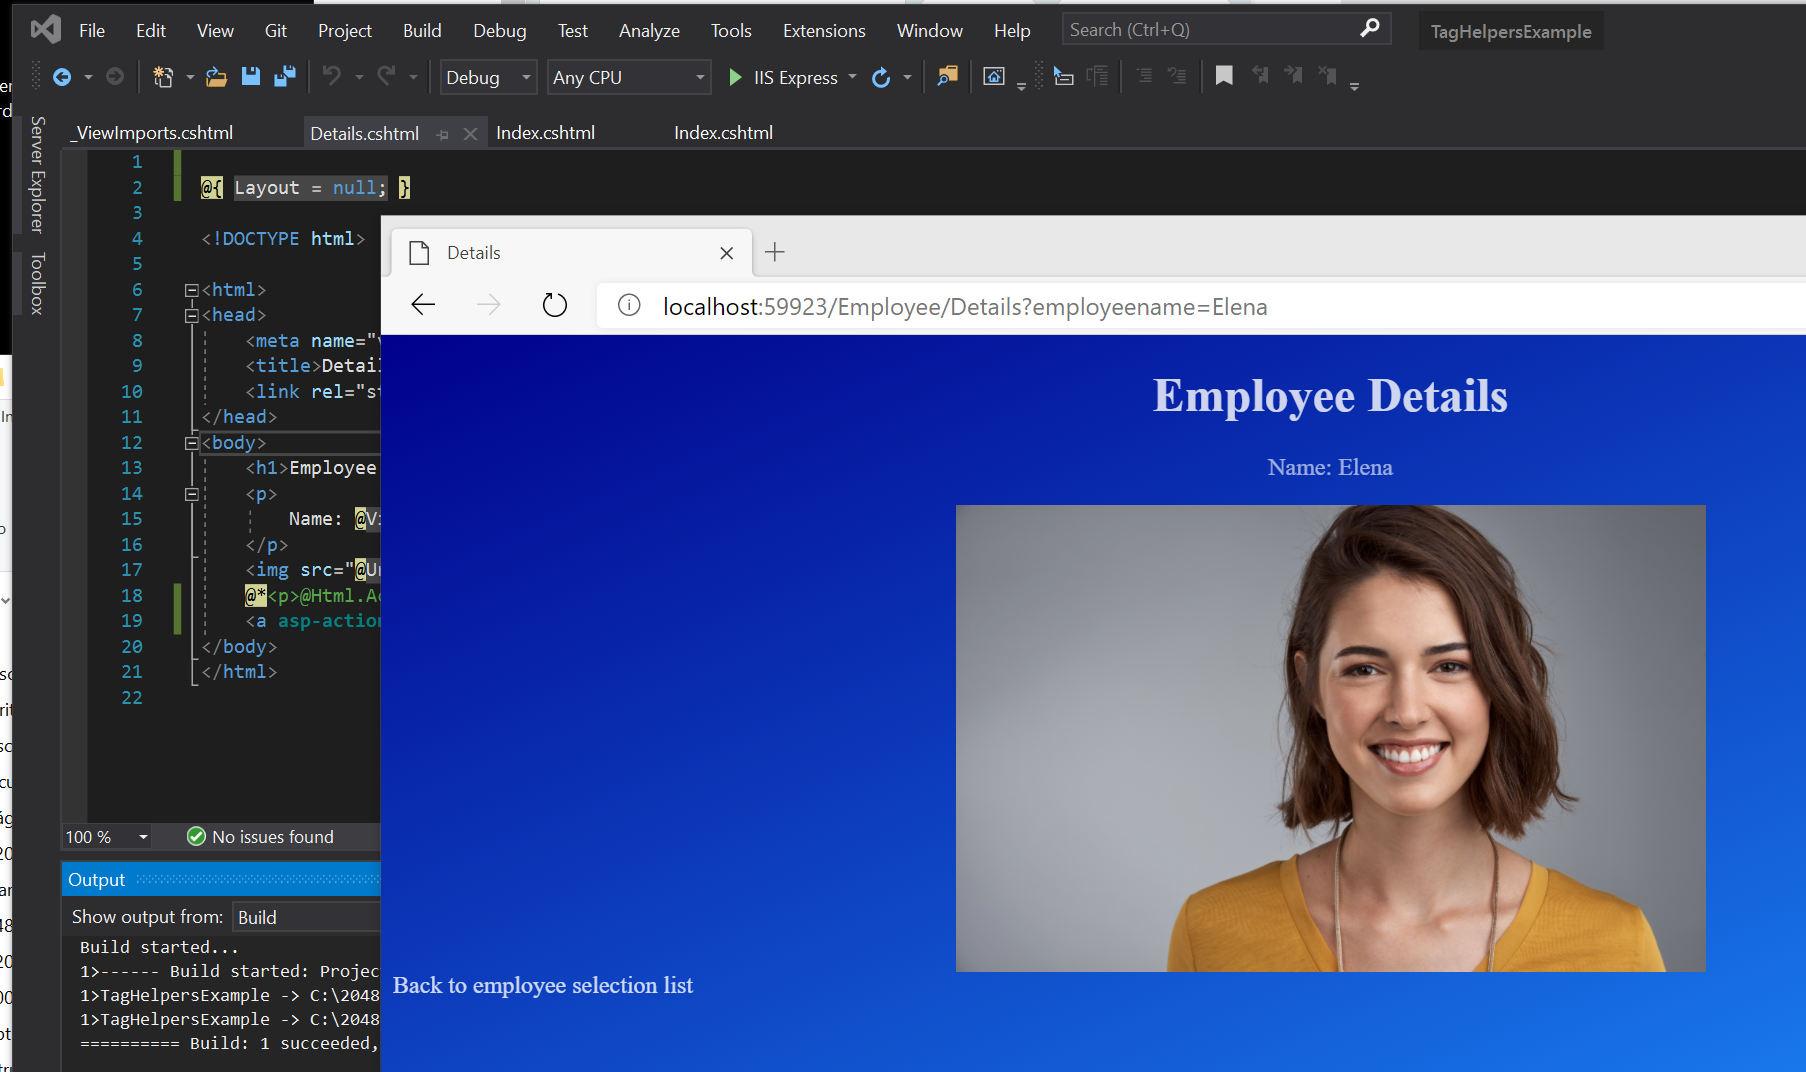 File Edit View Git Project Build Debug Test Analyze Tools Extensions Window Help Search (Ctrl+Q) TagHelpersExample
Debug Any CPU IIS Express
Server Explorer
Toolbox
_ViewImports.cshtml Details.cshtml Index.cshtml Index.cshtml
1
2 @{ Layout = null; }
3
4 <!DOCTYPE html>
5
6 <html>
7 <head>
8 <meta name="
9 <title>Detail
10 <link rel="st
11 </head>
12 <body>
13 <h1>Employee
14 <p>
15 Name: @Vi
16 </p>
17 <img src="@Ur
18 @*<p>@Html.Ac
19 <a asp-action
20 </body>
21 </html>
22
100 % No issues found
Output
Show output from: Build
Build started...
1>------ Build started: Projec
1>TagHelpersExample -> C:\2048
1>TagHelpersExample -> C:\2048
========== Build: 1 succeeded,
Details
localhost:59923/Employee/Details?employeename=Elena
Employee Details
Name: Elena
Back to employee selection list